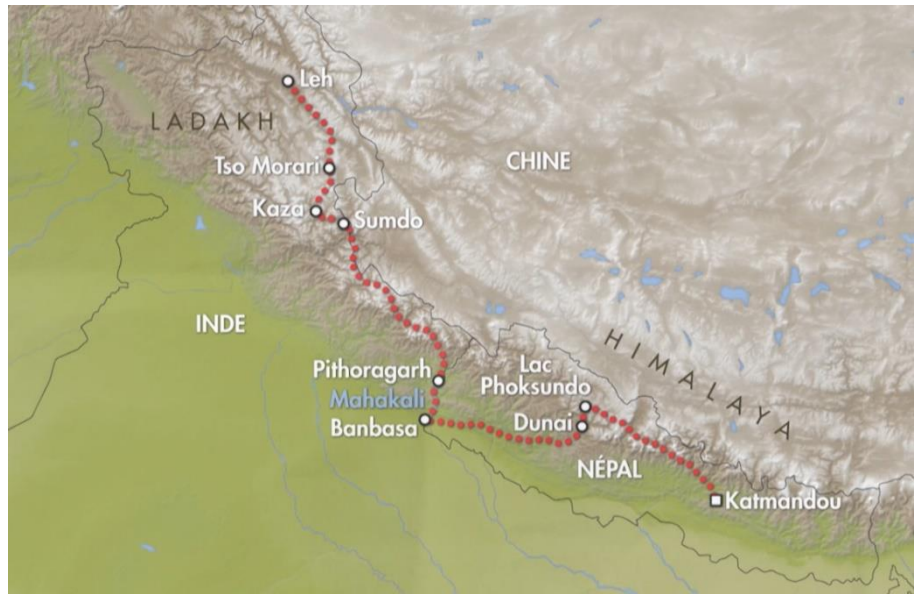 Leh
LADAKH
Tso Morari
CHINE
Kaza
Sumdo
INDE
HIMALAYA
Lac
Phoksundo
Pithoragarh
Mahakali
Banbasa
Dunai
NÉPAL
Katmandou